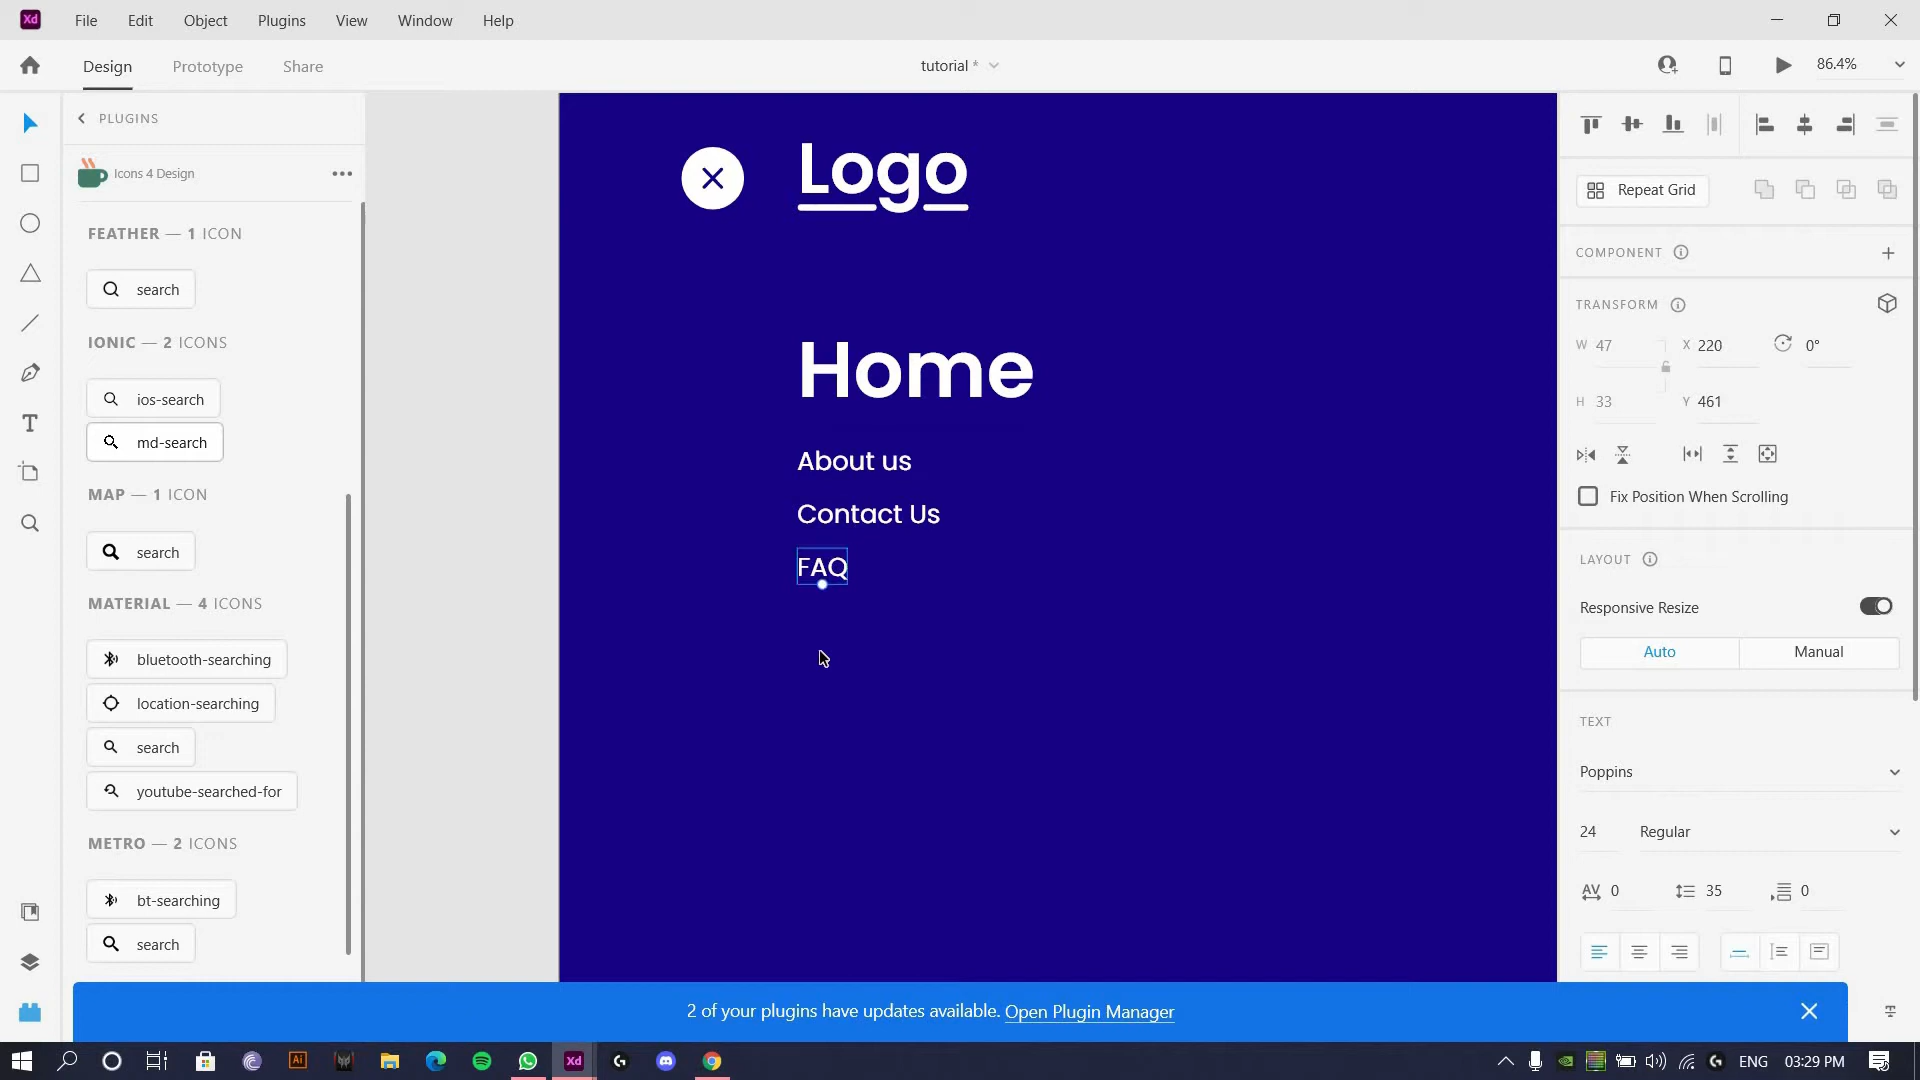 Xd File Edit Object Plugins View Window Help
Design Prototype Share
tutorial *
86.4%
PLUGINS
Icons 4 Design
FEATHER — 1 ICON
search
IONIC — 2 ICONS
ios-search
md-search
MAP — 1 ICON
search
MATERIAL — 4 ICONS
bluetooth-searching
location-searching
search
youtube-searched-for
METRO — 2 ICONS
bt-searching
search
Logo
Home
About us
Contact Us
FAQ
Repeat Grid
COMPONENT
TRANSFORM
W 47 X 220 0°
H 33 Y 461
Fix Position When Scrolling
LAYOUT
Responsive Resize
Auto Manual
TEXT
Poppins
24 Regular
AV 0 35 0
2 of your plugins have updates available. Open Plugin Manager
Ai Xd ENG 03:29 PM